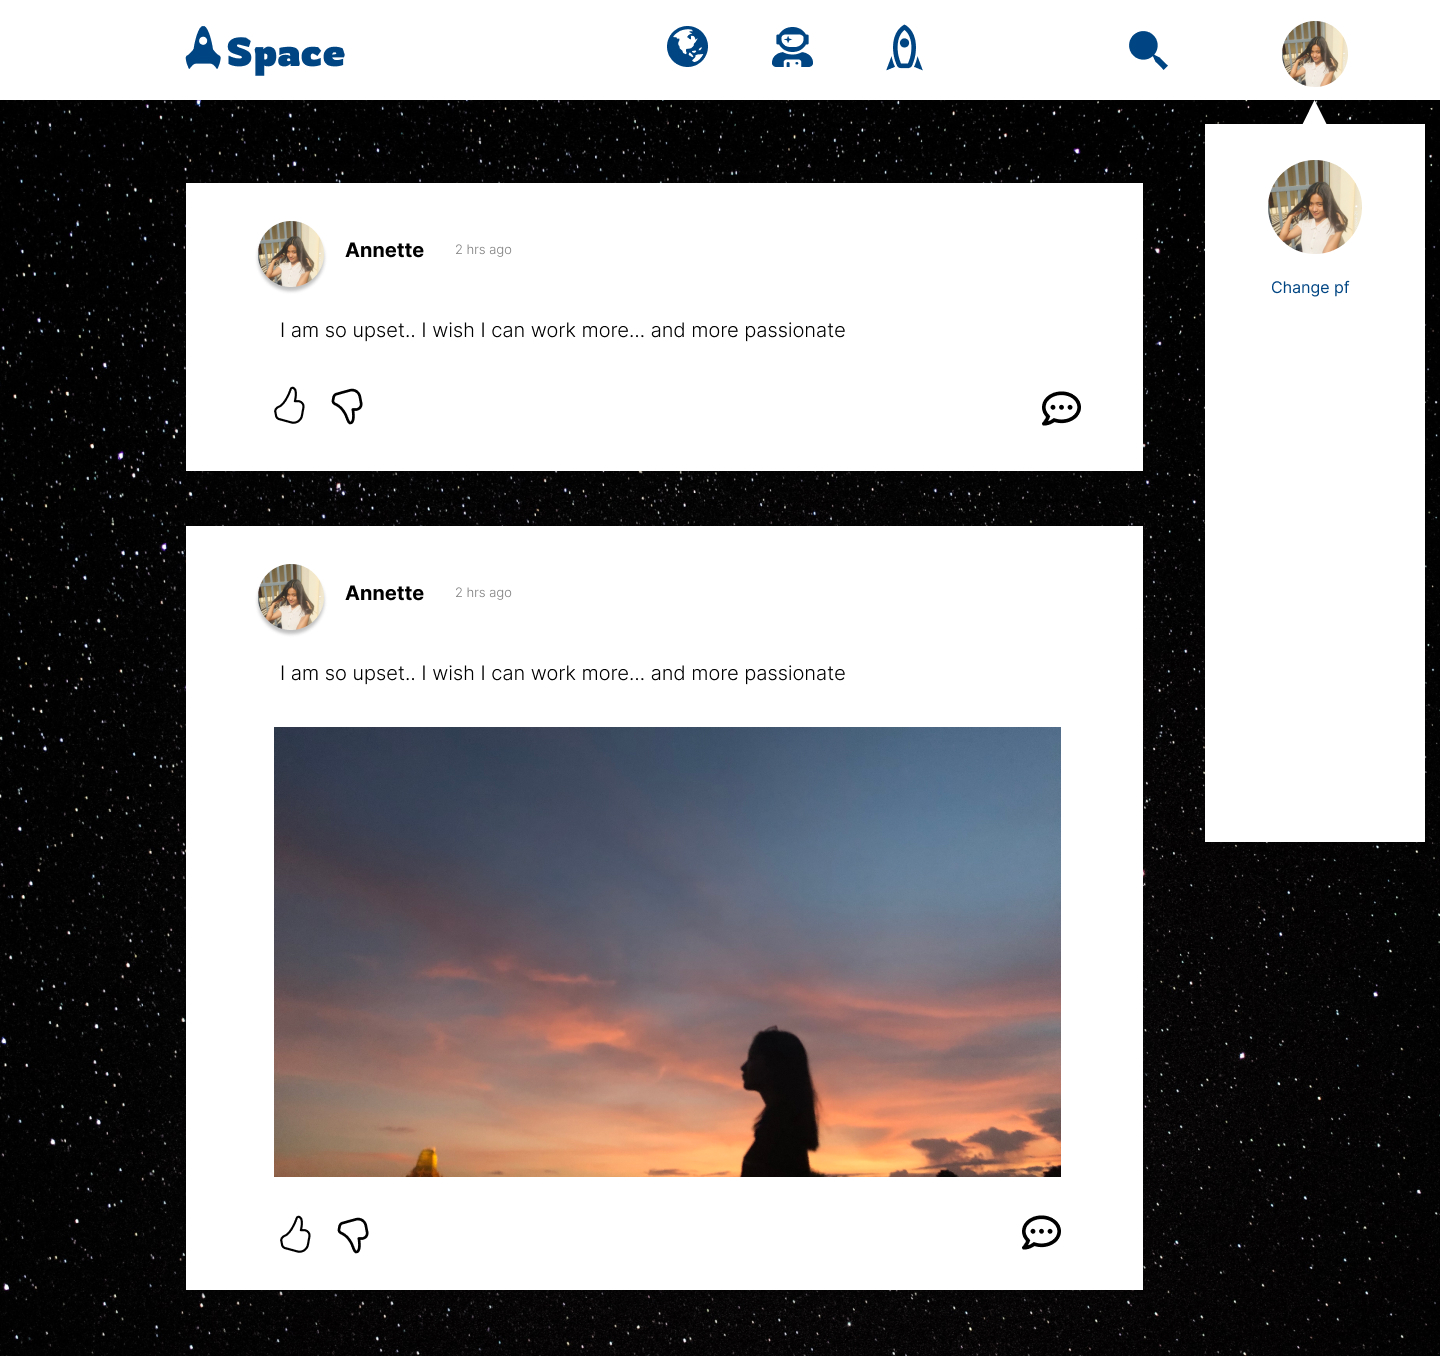 Space
Annette 2 hrs ago
I am so upset.. I wish I can work more... and more passionate
Change pf
Annette 2 hrs ago
I am so upset.. I wish I can work more... and more passionate